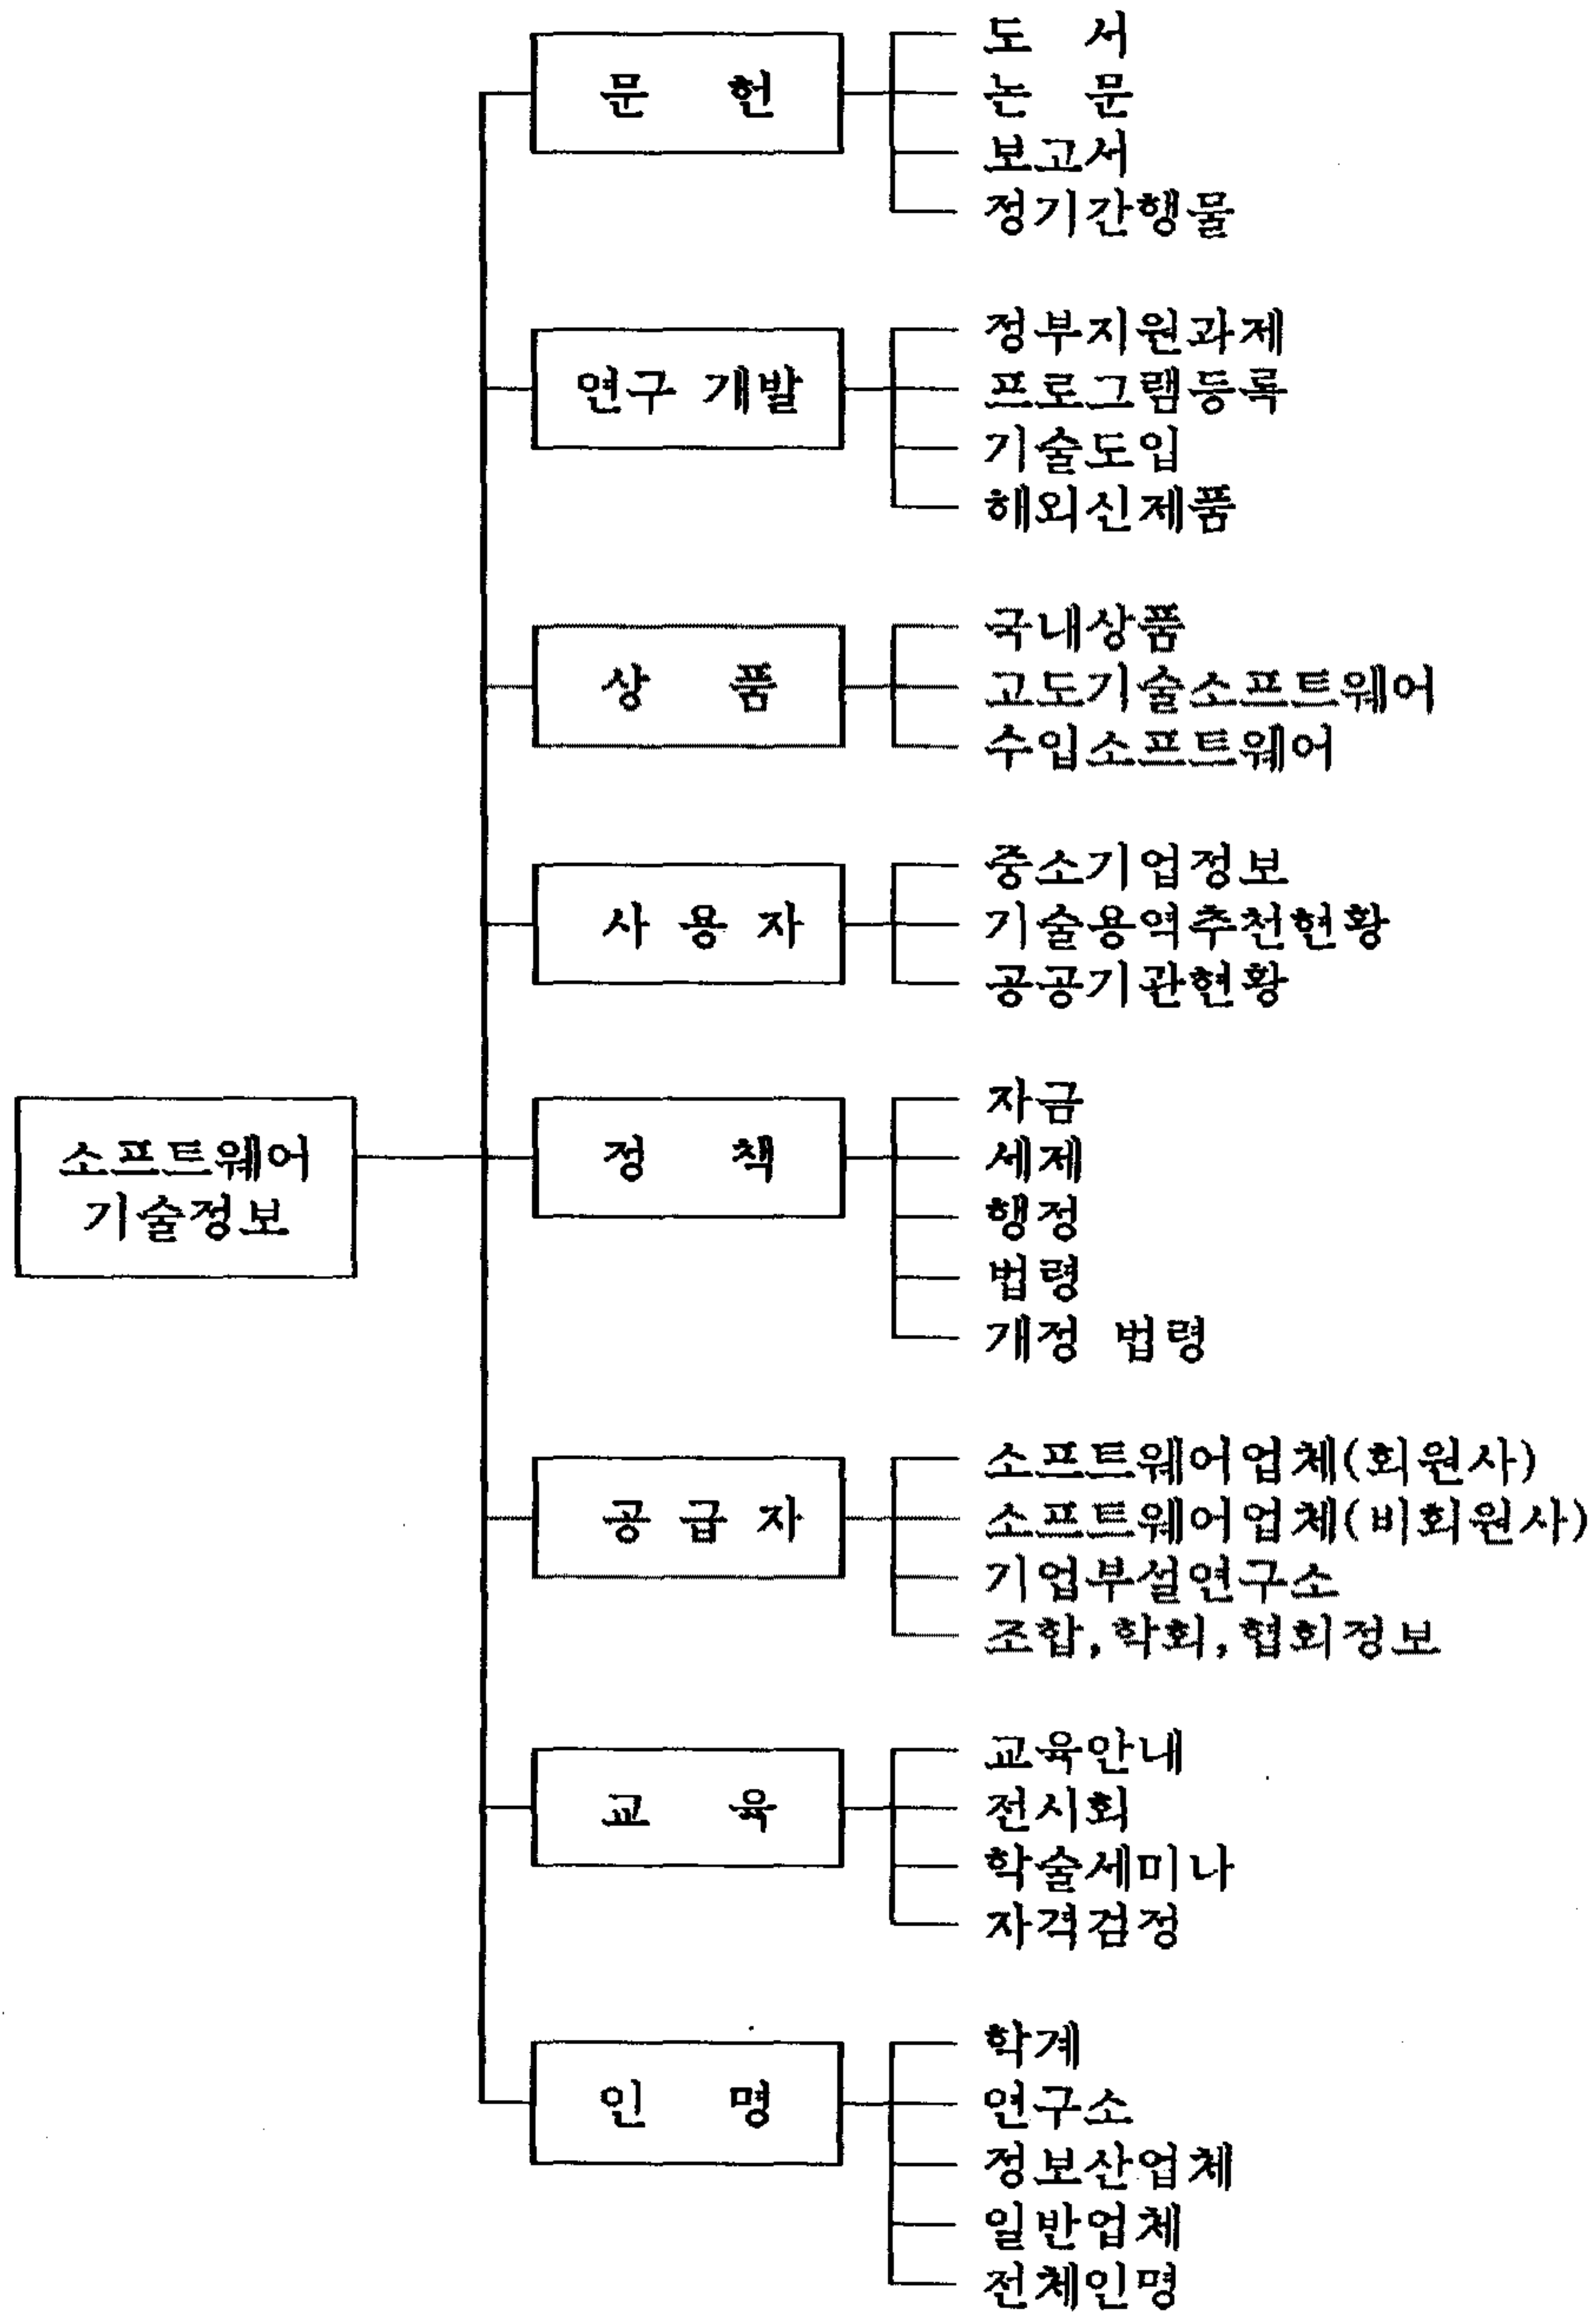 소프트웨어
기술정보
문 헌
도 서
논 문
보고서
정기간행물
연구 개발
정부지원과제
프로그램등록
기술도입
해외신제품
상 품
국내상품
고도기술소프트웨어
수입소프트웨어
사 용 자
중소기업정보
기술용역추천현황
공공기관현황
정 책
자금
세제
행정
법령
개정 법령
공 급 자
소프트웨어업체(회원사)
소프트웨어업체(비회원사)
기업부설연구소
조합,학회,협회정보
교 육
교육안내
전시회
학술세미나
자격검정
인 명
학계
연구소
정보산업체
일반업체
전체인명